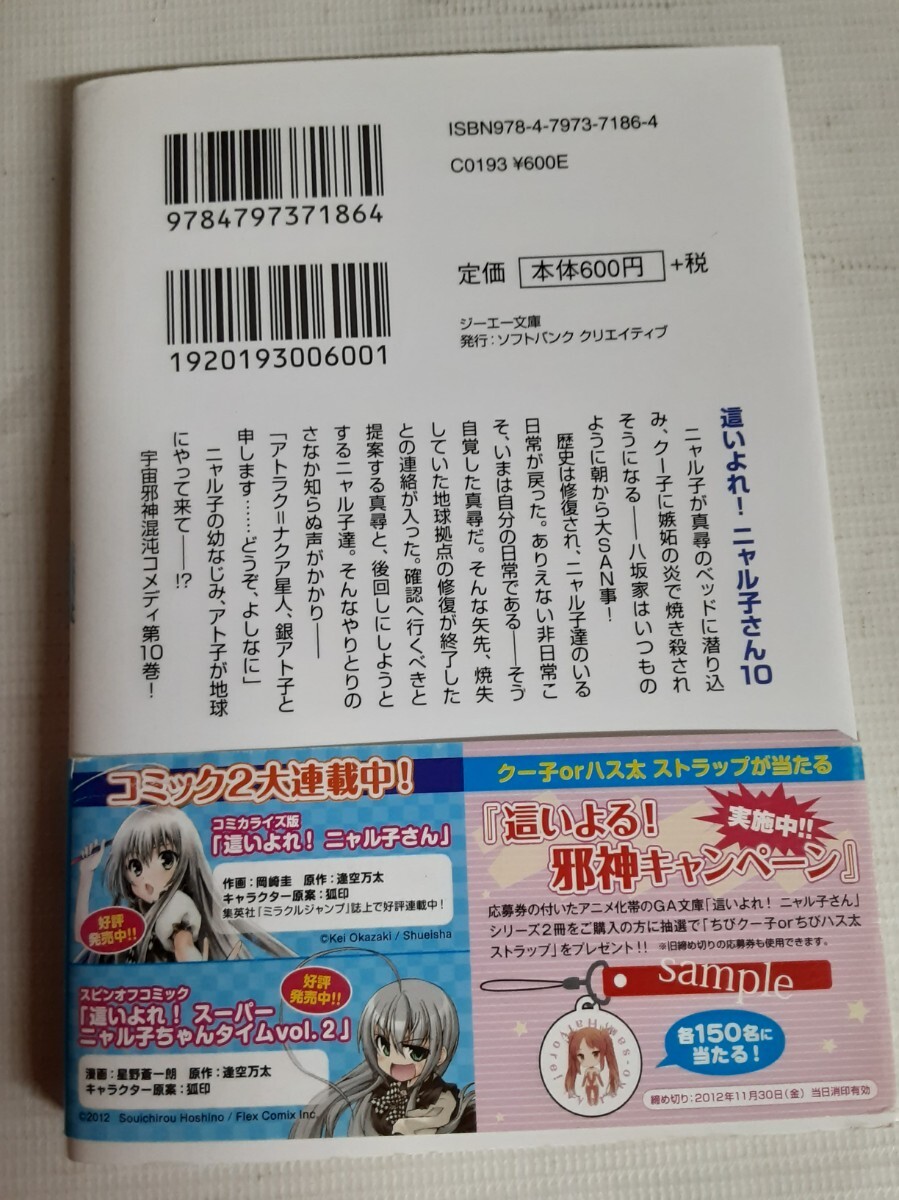 ISBN978-4-7973-7186-4
C0193 ¥600E
9784797371864
定価 本体600円 +税
1920193006001
ジーエー文庫
発行：ソフトバンク クリエイティブ
這いよれ！ ニャル子さん10
ニャル子が真尋のベッドに潜り込
み、クー子に嫉妬の炎で焼き殺され
そうになる――八坂家はいつもの
ように朝から大SAN事！
歴史は修復され、ニャル子達のいる
日常が戻った。ありえない非日常こ
そ、いまは自分の日常である――そう
自覚した真尋だ。そんな矢先、焼失
していた地球拠点の修復が終了した
との連絡が入った。確認へ行くべきと
提案する真尋と、後回しにしようと
するニャル子達。そんなやりとりの
さなか知らぬ声がかかり――
「アトラク＝ナクア星人、銀アト子と
申します……どうぞ、よしなに」
ニャル子の幼なじみ、アト子が地球
にやって来て――!?
宇宙邪神混沌コメディ第10巻！
コミック2大連載中！
コミカライズ版
「這いよれ！ ニャル子さん」
作画：岡崎圭 原作：逢空万太
キャラクター原案：狐印
集英社「ミラクルジャンプ」誌上で好評連載中！
好評
発売中!!
©Kei Okazaki / Shueisha
スピンオフコミック
「這いよれ！ スーパー
ニャル子ちゃんタイムvol.2」
好評
発売中!!
漫画：星野蒼一朗 原作：逢空万太
キャラクター原案：狐印
©2012 Souichirou Hoshino / Flex Comix Inc.
クー子orハス太 ストラップが当たる
『這いよる！
邪神キャンペーン』
実施中!!
応募券の付いたアニメ化帯のGA文庫「這いよれ！ ニャル子さん」
シリーズ2冊をご購入の方に抽選で「ちびクー子orちびハス太
ストラップ」をプレゼント!! ※旧締め切りの応募券も使用できます。
sample
各150名に
当たる！
締め切り：2012年11月30日（金） 当日消印有効